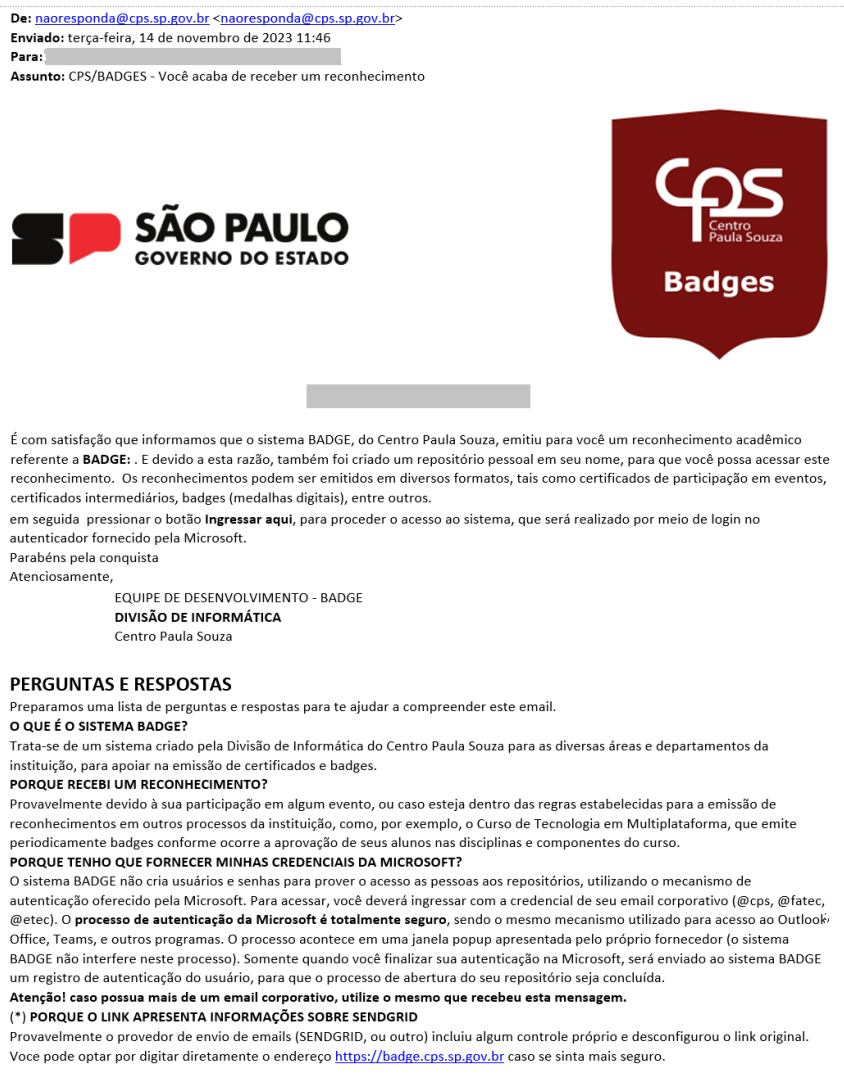 De: naoresponda@cps.sp.gov.br <naoresponda@cps.sp.gov.br>
Enviado: terça-feira, 14 de novembro de 2023 11:46
Para:
Assunto: CPS/BADGES - Você acaba de receber um reconhecimento
SÃO PAULO
GOVERNO DO ESTADO
CPS
Centro
Paula Souza
Badges
É com satisfação que informamos que o sistema BADGE, do Centro Paula Souza, emitiu para você um reconhecimento acadêmico
referente a BADGE: . E devido a esta razão, também foi criado um repositório pessoal em seu nome, para que você possa acessar este
reconhecimento.  Os reconhecimentos podem ser emitidos em diversos formatos, tais como certificados de participação em eventos,
certificados intermediários, badges (medalhas digitais), entre outros.
em seguida  pressionar o botão Ingressar aqui, para proceder o acesso ao sistema, que será realizado por meio de login no
autenticador fornecido pela Microsoft.
Parabéns pela conquista
Atenciosamente,
EQUIPE DE DESENVOLVIMENTO - BADGE
DIVISÃO DE INFORMÁTICA
Centro Paula Souza
PERGUNTAS E RESPOSTAS
Preparamos uma lista de perguntas e respostas para te ajudar a compreender este email.
O QUE É O SISTEMA BADGE?
Trata-se de um sistema criado pela Divisão de Informática do Centro Paula Souza para as diversas áreas e departamentos da
instituição, para apoiar na emissão de certificados e badges.
PORQUE RECEBI UM RECONHECIMENTO?
Provavelmente devido à sua participação em algum evento, ou caso esteja dentro das regras estabelecidas para a emissão de
reconhecimentos em outros processos da instituição, como, por exemplo, o Curso de Tecnologia em Multiplataforma, que emite
periodicamente badges conforme ocorre a aprovação de seus alunos nas disciplinas e componentes do curso.
PORQUE TENHO QUE FORNECER MINHAS CREDENCIAIS DA MICROSOFT?
O sistema BADGE não cria usuários e senhas para prover o acesso as pessoas aos repositórios, utilizando o mecanismo de
autenticação oferecido pela Microsoft. Para acessar, você deverá ingressar com a credencial de seu email corporativo (@cps, @fatec,
@etec). O processo de autenticação da Microsoft é totalmente seguro, sendo o mesmo mecanismo utilizado para acesso ao Outlook,
Office, Teams, e outros programas. O processo acontece em uma janela popup apresentada pelo próprio fornecedor (o sistema
BADGE não interfere neste processo). Somente quando você finalizar sua autenticação na Microsoft, será enviado ao sistema BADGE
um registro de autenticação do usuário, para que o processo de abertura do seu repositório seja concluída.
Atenção! caso possua mais de um email corporativo, utilize o mesmo que recebeu esta mensagem.
(*) PORQUE O LINK APRESENTA INFORMAÇÕES SOBRE SENDGRID
Provavelmente o provedor de envio de emails (SENDGRID, ou outro) incluiu algum controle próprio e desconfigurou o link original.
Voce pode optar por digitar diretamente o endereço https://badge.cps.sp.gov.br caso se sinta mais seguro.